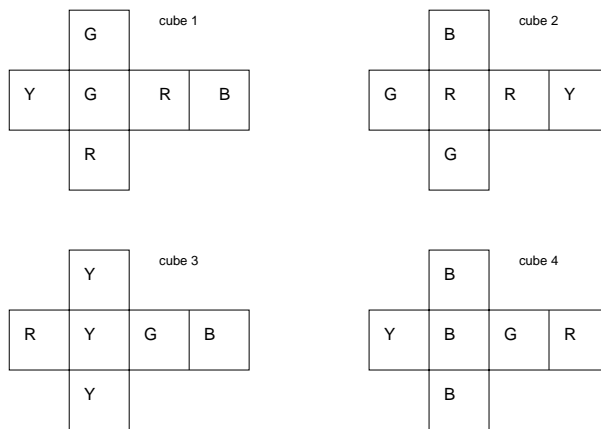 G cube 1
Y G R B
R
B cube 2
G R R Y
G
Y cube 3
R Y G B
Y
B cube 4
Y B G R
B